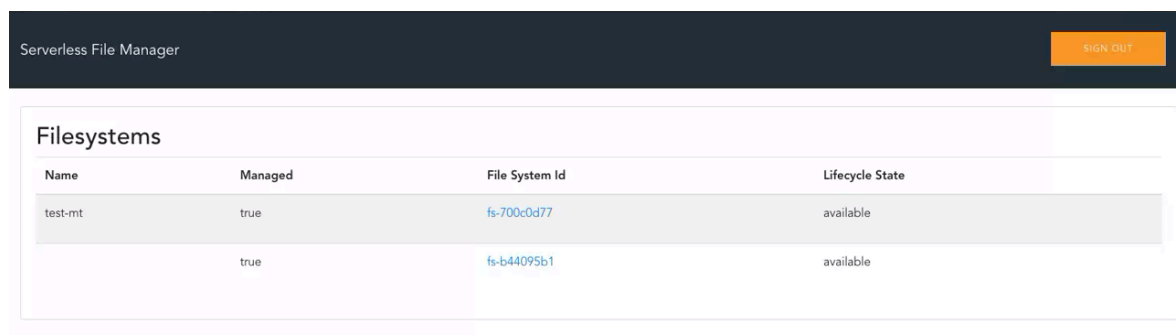 Serverless File Manager SIGN OUT
Filesystems
Name Managed File System Id Lifecycle State
test-mt true fs-700c0d77 available
true fs-b44095b1 available